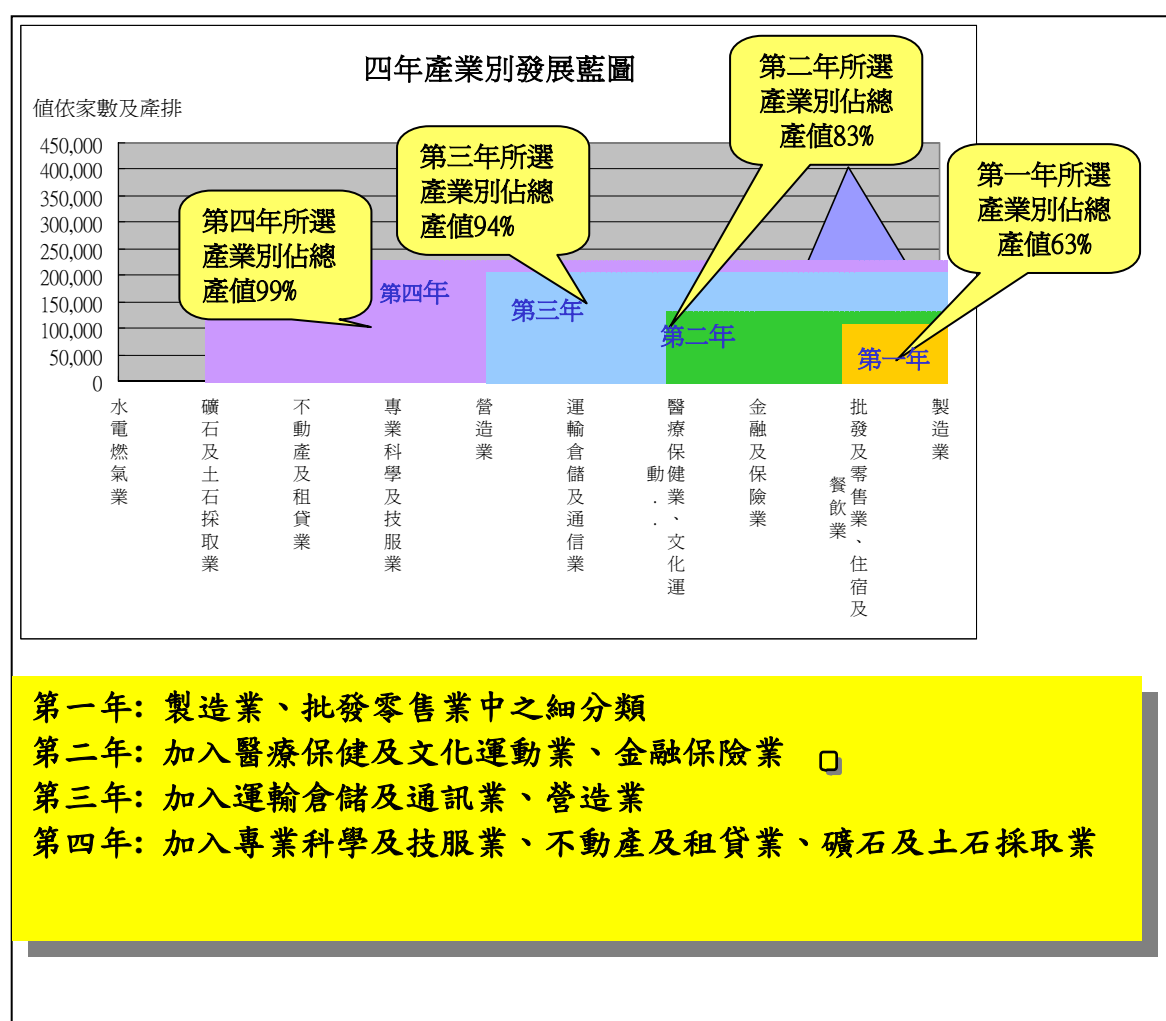 四年產業別發展藍圖
值依家數及產排
450,000
400,000
350,000
300,000
250,000
200,000
150,000
100,000
50,000
0
第四年所選
產業別佔總
產值99%
第三年所選
產業別佔總
產值94%
第二年所選
產業別佔總
產值83%
第一年所選
產業別佔總
產值63%
第四年
第三年
第二年
第一年
水電燃氣業
礦石及土石採取業
不動產及租貸業
專業科學及技服業
營造業
運輸倉儲及通信業
醫療保健業、文化運
動..
金融及保險業
批發及零售業、住宿及
餐飲業
製造業
第一年: 製造業、批發零售業中之細分類
第二年: 加入醫療保健及文化運動業、金融保險業
第三年: 加入運輸倉儲及通訊業、營造業
第四年: 加入專業科學及技服業、不動產及租貸業、礦石及土石採取業